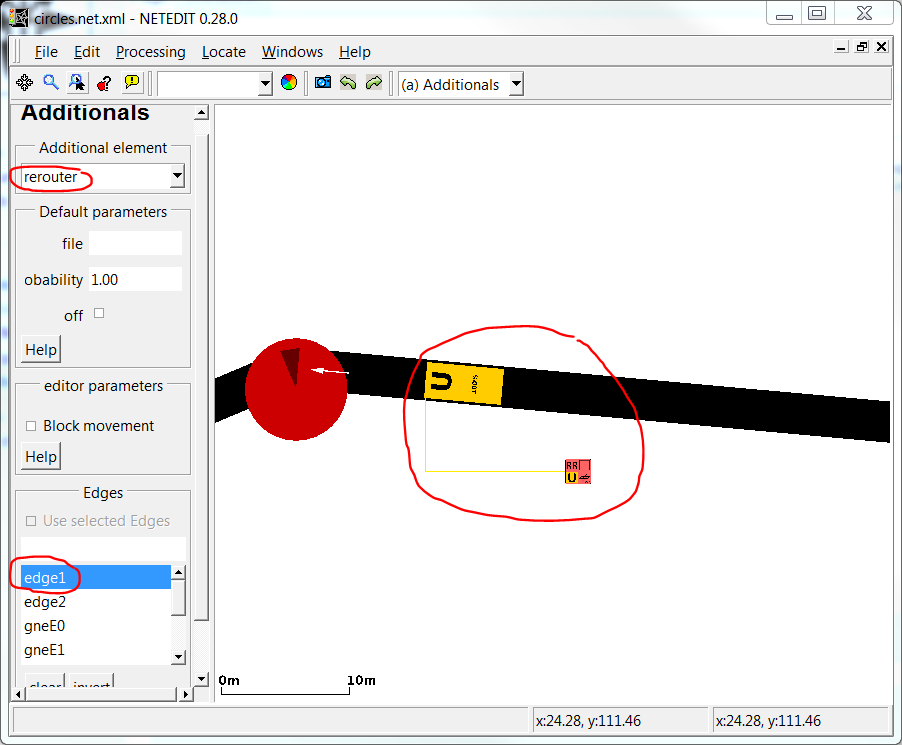 circles.net.xml - NETEDIT 0.28.0
File Edit Processing Locate Windows Help
(a) Additionals
Additionals
Additional element
rerouter
Default parameters
file
obability 1.00
off
Help
editor parameters
Block movement
Help
Edges
Use selected Edges
edge1
edge2
gneE0
gneE1
clear invert
U
RR
U
0m 10m
x:24.28, y:111.46 x:24.28, y:111.46